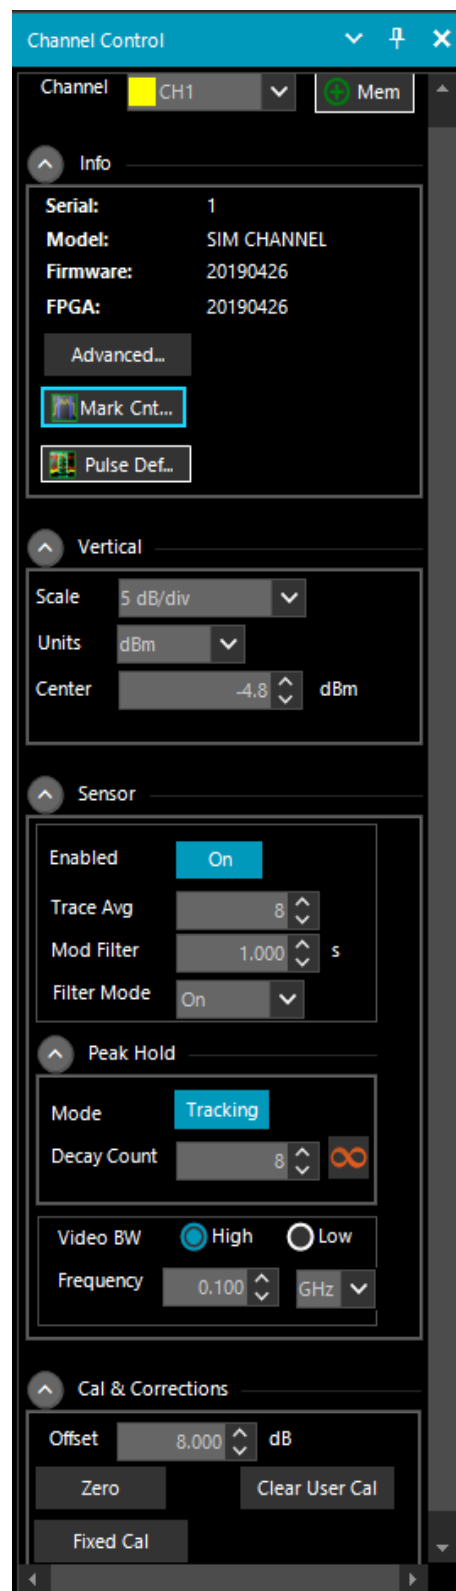 Channel Control
Channel CH1 Mem
Info
Serial: 1
Model: SIM CHANNEL
Firmware: 20190426
FPGA: 20190426
Advanced...
Mark Cnt...
Pulse Def...
Vertical
Scale 5 dB/div
Units dBm
Center -4.8 dBm
Sensor
Enabled On
Trace Avg 8
Mod Filter 1.000 s
Filter Mode On
Peak Hold
Mode Tracking
Decay Count 8 ∞
Video BW High Low
Frequency 0.100 GHz
Cal & Corrections
Offset 8.000 dB
Zero Clear User Cal
Fixed Cal